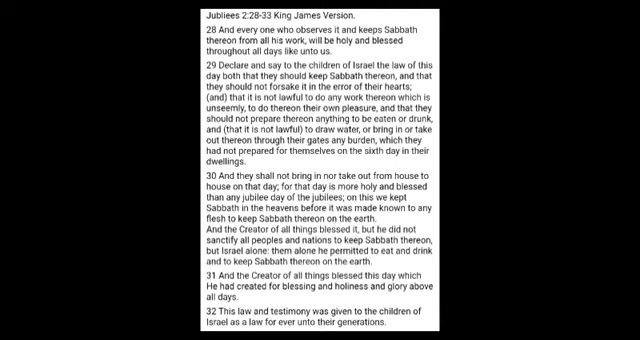 Jubliees 2:28-33 King James Version.
28 And every one who observes it and keeps Sabbath
thereon from all his work, will be holy and blessed
throughout all days like unto us.
29 Declare and say to the children of Israel the law of this
day both that they should keep Sabbath thereon, and that
they should not forsake it in the error of their hearts;
(and) that it is not lawful to do any work thereon which is
unseemly, to do thereon their own pleasure, and that they
should not prepare thereon anything to be eaten or drunk,
and (that it is not lawful) to draw water, or bring in or take
out thereon through their gates any burden, which they
had not prepared for themselves on the sixth day in their
dwellings.
30 And they shall not bring in nor take out from house to
house on that day; for that day is more holy and blessed
than any jubilee day of the jubilees; on this we kept
Sabbath in the heavens before it was made known to any
flesh to keep Sabbath thereon on the earth.
And the Creator of all things blessed it, but he did not
sanctify all peoples and nations to keep Sabbath thereon,
but Israel alone: them alone he permitted to eat and drink
and to keep Sabbath thereon on the earth.
31 And the Creator of all things blessed this day which
He had created for blessing and holiness and glory above
all days.
32 This law and testimony was given to the children of
Israel as a law for ever unto their generations.